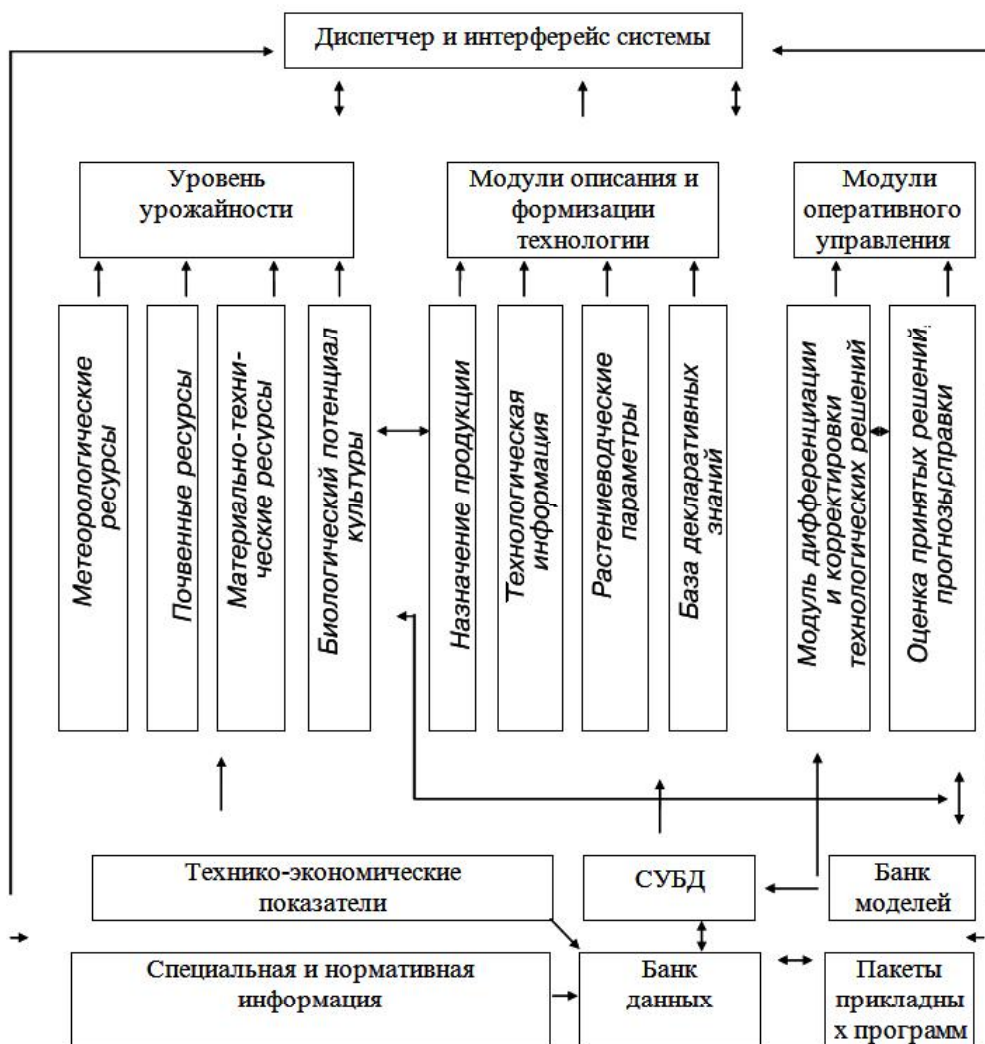 Диспетчер и интерферейс системы
Уровень
урожайности
Модули описания и
формизации
технологии
Модули
оперативного
управления
Метеорологические
ресурсы
Почвенные ресурсы
Материально-техни-
ческие ресурсы
Биологический потенциал
культуры
Назначение продукции
Технологическая
информация
Растениеводческие
параметры
База декларативных
знаний
Модуль дифференциации
и корректировки
технологических решений
Оценка принятых решений,
прогнозы,справки
Технико-экономические
показатели
СУБД
Банк
моделей
Специальная и нормативная
информация
Банк
данных
Пакеты
прикладны
х программ